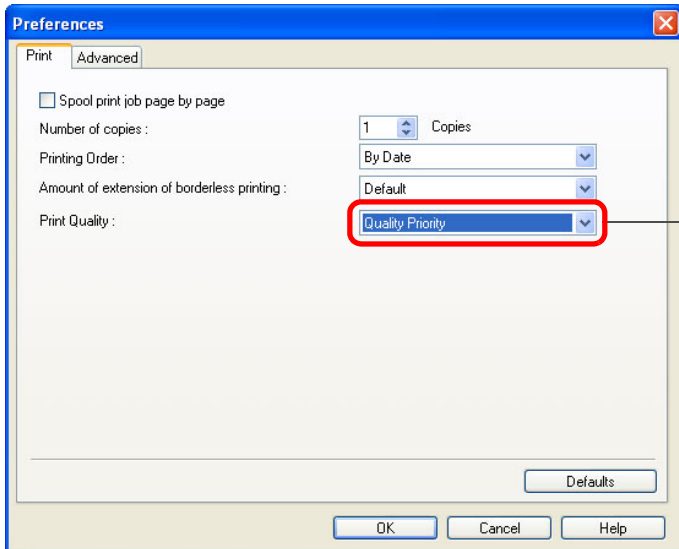 Preferences
Print Advanced
Spool print job page by page
Number of copies : 1 Copies
Printing Order : By Date
Amount of extension of borderless printing : Default
Print Quality : Quality Priority
Defaults
OK Cancel Help